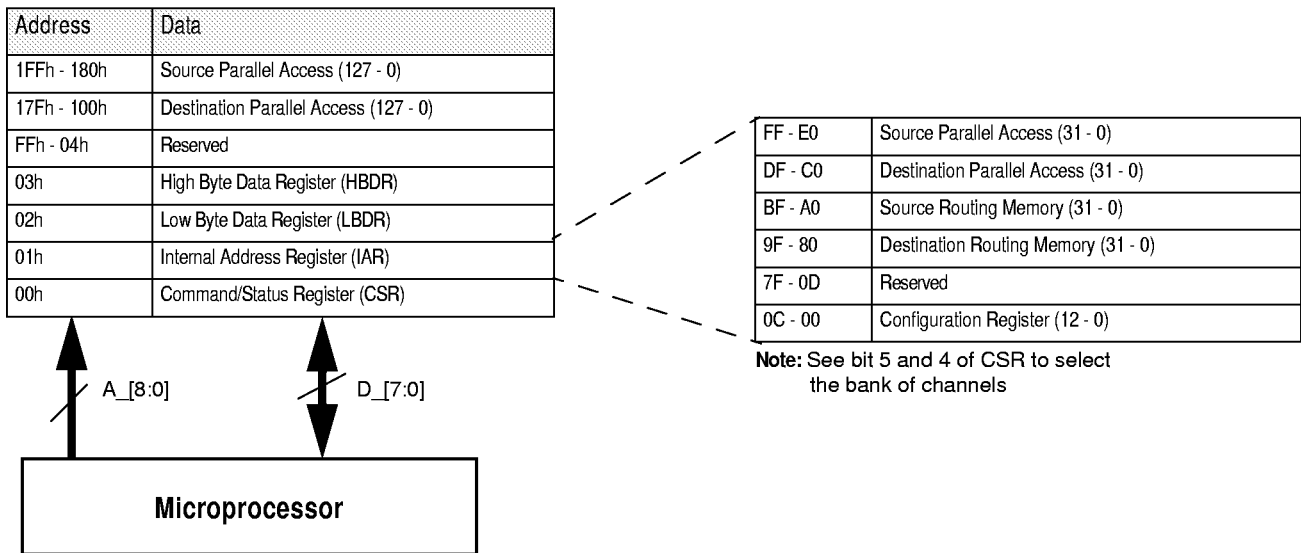 Address Data
1FFh - 180h Source Parallel Access (127 - 0)
17Fh - 100h Destination Parallel Access (127 - 0)
FFh - 04h Reserved
03h High Byte Data Register (HBDR)
02h Low Byte Data Register (LBDR)
01h Internal Address Register (IAR)
00h Command/Status Register (CSR)
FF - E0 Source Parallel Access (31 - 0)
DF - C0 Destination Parallel Access (31 - 0)
BF - A0 Source Routing Memory (31 - 0)
9F - 80 Destination Routing Memory (31 - 0)
7F - 0D Reserved
0C - 00 Configuration Register (12 - 0)
Note: See bit 5 and 4 of CSR to select
the bank of channels
A_[8:0] D_[7:0]
Microprocessor